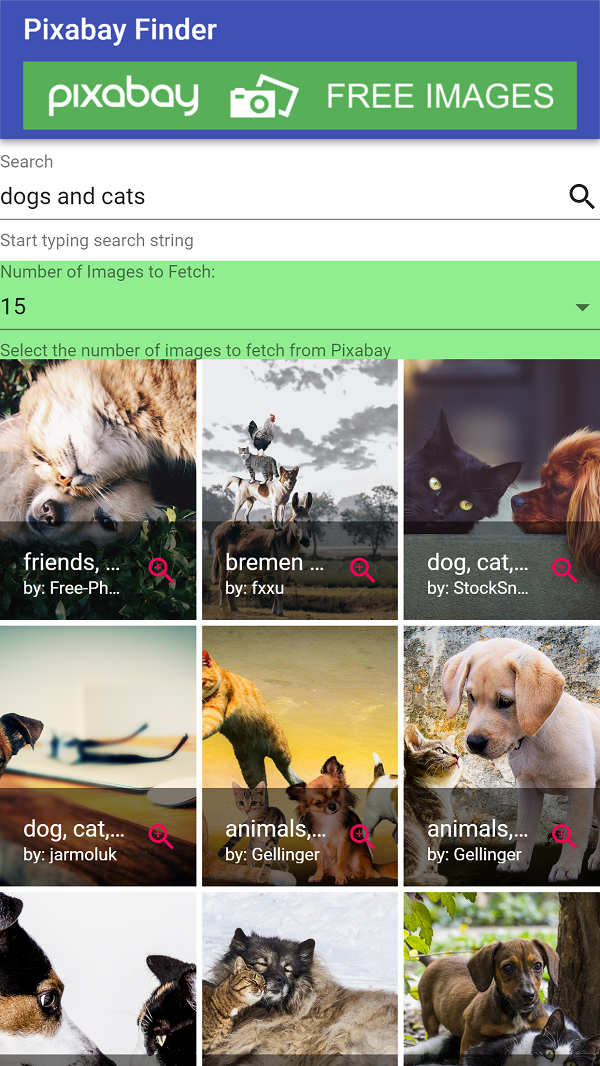 Pixabay Finder
pixabay FREE IMAGES
Search
dogs and cats
Start typing search string
Number of Images to Fetch:
15
Select the number of images to fetch from Pixabay
friends, ...
by: Free-Ph...
bremen ...
by: fxxu
dog, cat,...
by: StockSn...
dog, cat,...
by: jarmoluk
animals,...
by: Gellinger
animals,...
by: Gellinger